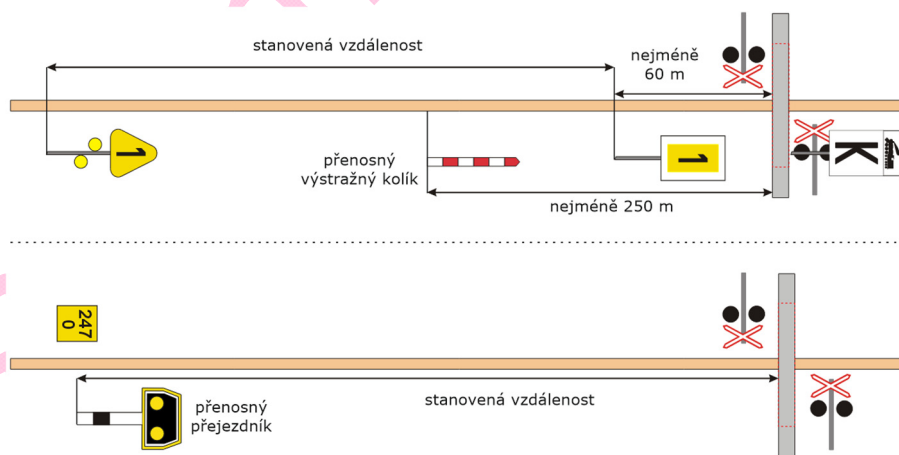 stanovená vzdálenost
nejméně
60 m
1
přenosný
výstražný kolík
1
K
nejméně 250 m
247
0
přenosný
přejezdník
stanovená vzdálenost